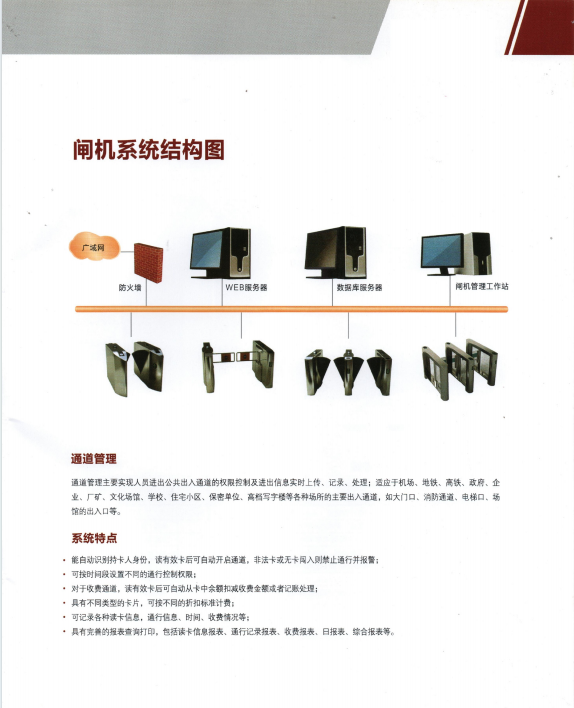 闸机系统结构图
广域网
防火墙
WEB服务器
数据库服务器
闸机管理工作站
通道管理
通道管理主要实现人员进出公共出入通道的权限控制及进出信息实时上传、记录、处理；适应于机场、地铁、高铁、政府、企
业、厂矿、文化场馆、学校、住宅小区、保密单位、高档写字楼等各种场所的主要出入通道，如大门口、消防通道、电梯口、场
馆的出入口等。
系统特点
• 能自动识别持卡人身份，读有效卡后可自动开启通道，非法卡或无卡闯入则禁止通行并报警；
• 可按时间段设置不同的通行控制权限；
• 对于收费通道，读有效卡后可自动从卡中余额扣减收费金额或者记账处理；
• 具有不同类型的卡片，可按不同的折扣标准计费；
• 可记录各种读卡信息，通行信息、时间、收费情况等；
• 具有完善的报表查询打印，包括读卡信息报表、通行记录报表、收费报表、日报表、综合报表等。